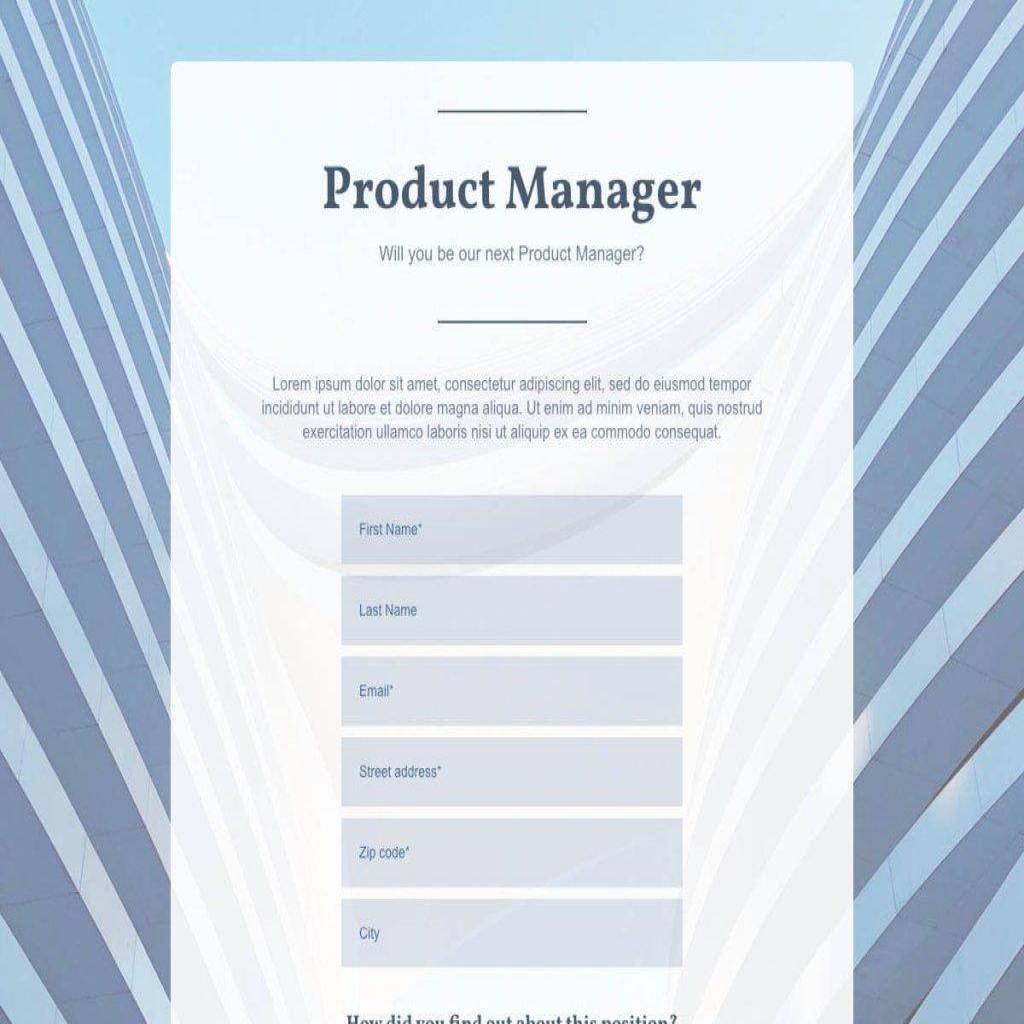 Product Manager
Will you be our next Product Manager?
Lorem ipsum dolor sit amet, consectetur adipiscing elit, sed do eiusmod tempor
incididunt ut labore et dolore magna aliqua. Ut enim ad minim veniam, quis nostrud
exercitation ullamco laboris nisi ut aliquip ex ea commodo consequat.
First Name*
Last Name
Email*
Street address*
Zip code*
City
How did you find out about this position?